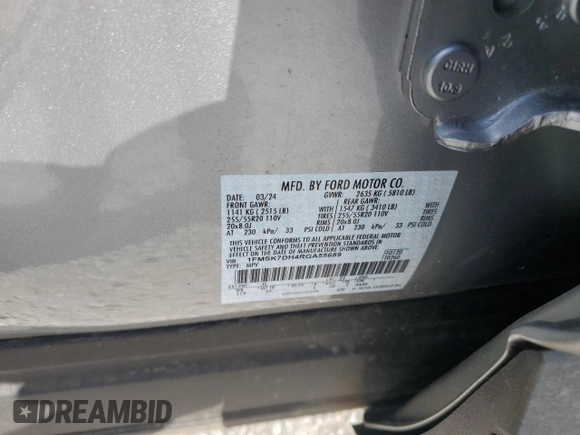 MFD. BY FORD MOTOR CO.
DATE: 03/24 GVWR: 2635 KG ( 5810 LB)
FRONT GAWR: REAR GAWR:
1141 KG ( 2515 LB) WITH 1547 KG ( 3410 LB) WITH
255/55R20 110V TIRES 255/55R20 110V TIRES
20x8.0J RIMS 20x8.0J RIMS
AT 230 kPa/ 33 PSI COLD AT 230 kPa/ 33 PSI COLD
THIS VEHICLE CONFORMS TO ALL APPLICABLE FEDERAL MOTOR
VEHICLE SAFETY AND THEFT PREVENTION STANDARDS IN
EFFECT ON THE DATE OF MANUFACTURE SHOWN ABOVE.
VIN: 1FMSK7DH4RGA55689
TYPE: MPV
10.9
DREAMBID